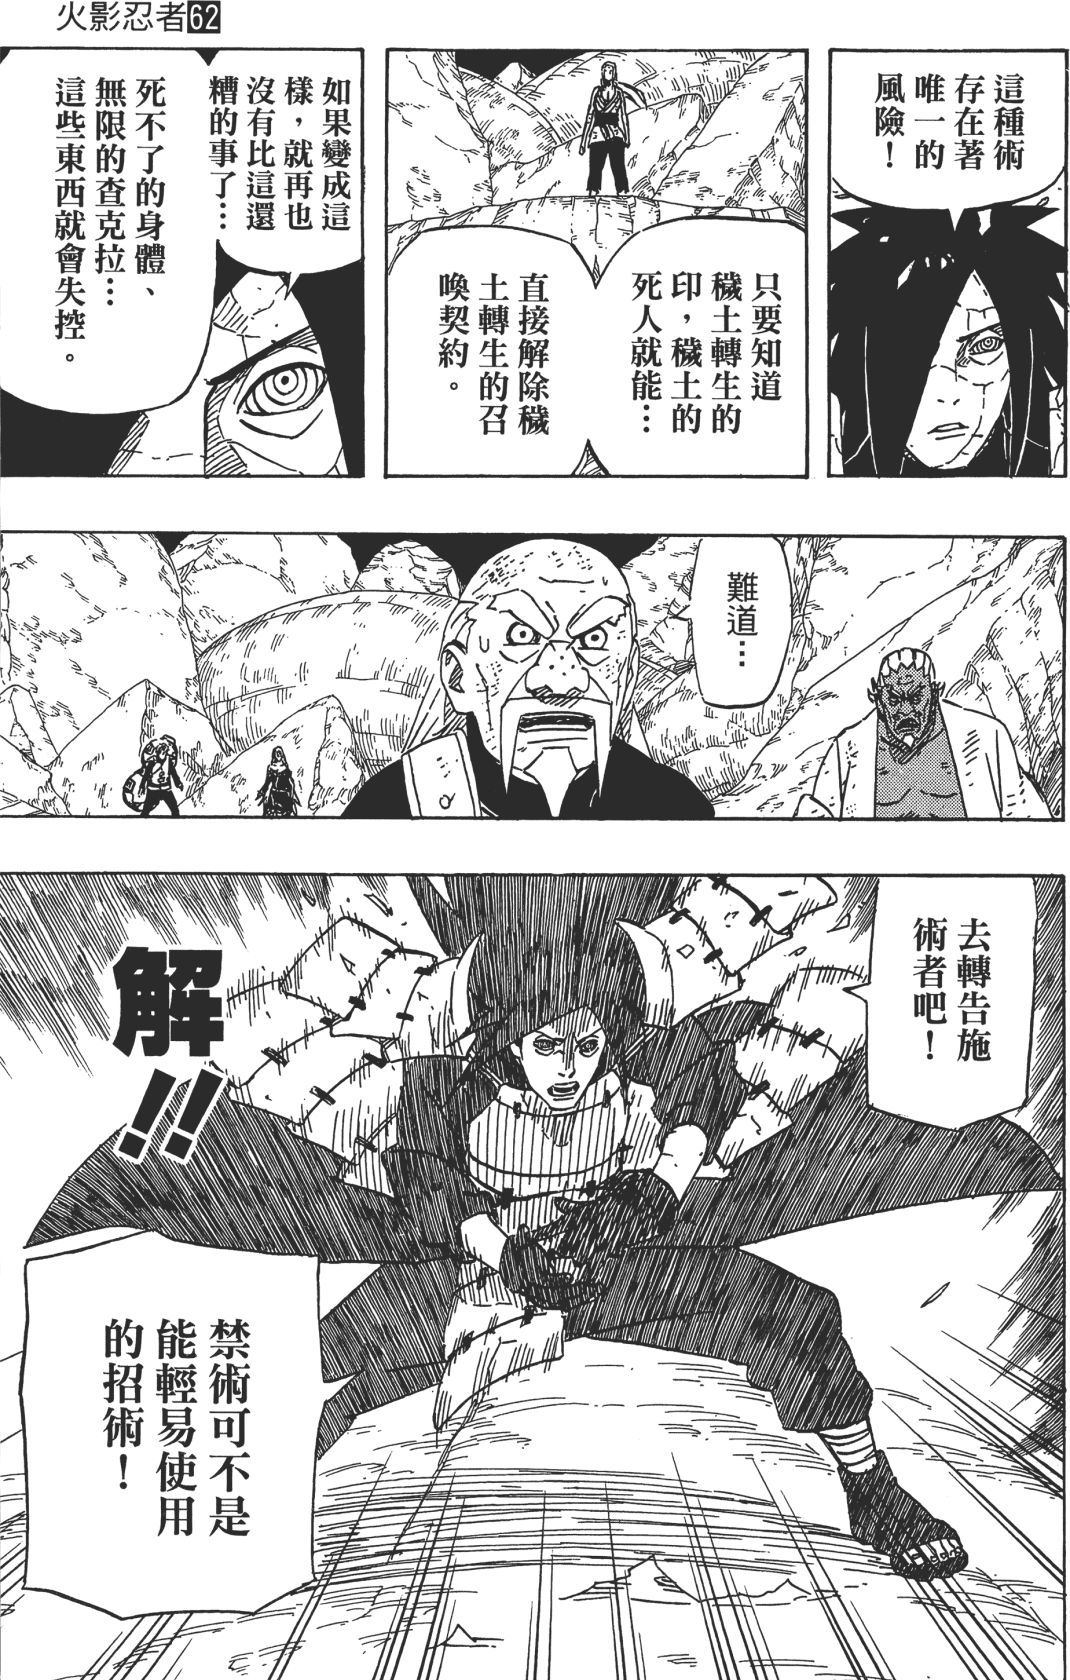 火影忍者62
這種術
存在著
唯一的
風險！
只要知道
穢土轉生的
印，穢土的
死人就能…
直接解除穢
土轉生的召
喚契約。
如果變成這
樣，就再也
沒有比這還
糟的事了…
死不了的身體、
無限的查克拉…
這些東西就會失控。
難道…
去轉告施
術者吧！
解!!
禁術可不是
能輕易使用
的招術！